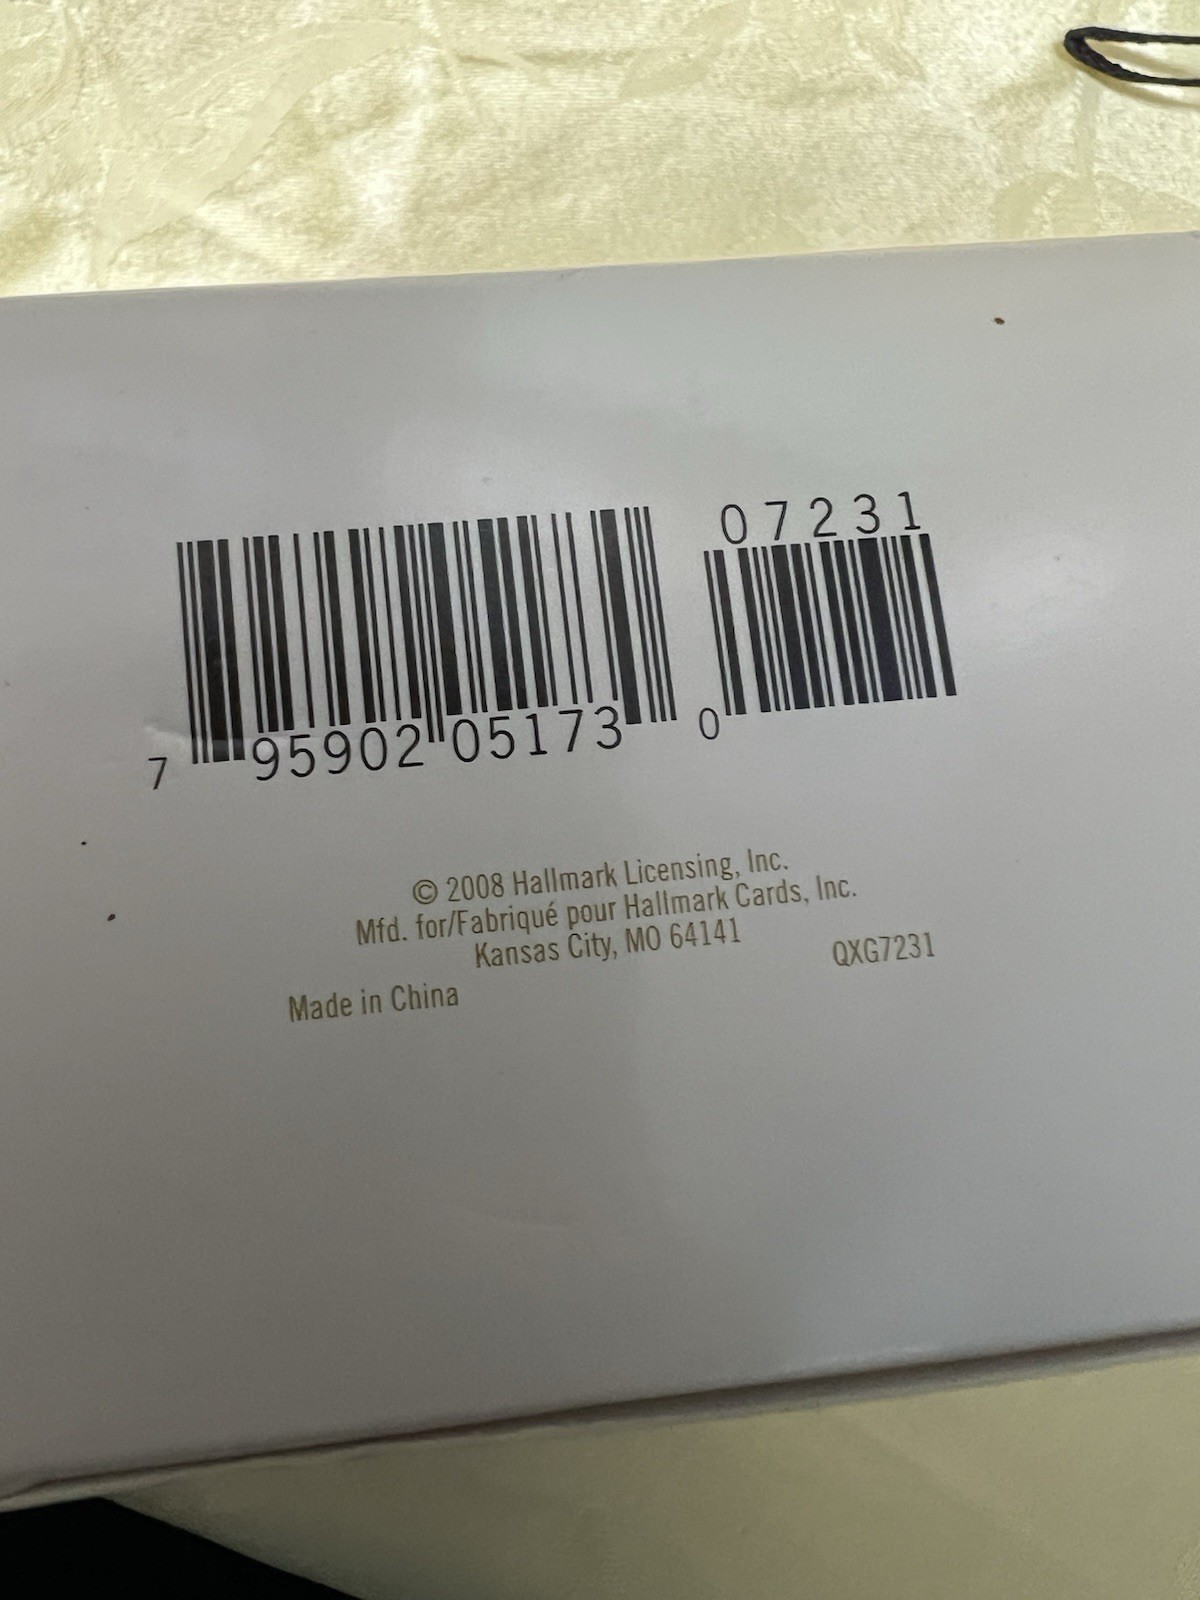 07231
7 95902 05173 0
© 2008 Hallmark Licensing, Inc.
Mfd. for/Fabriqué pour Hallmark Cards, Inc.
Kansas City, MO 64141
QXG7231
Made in China